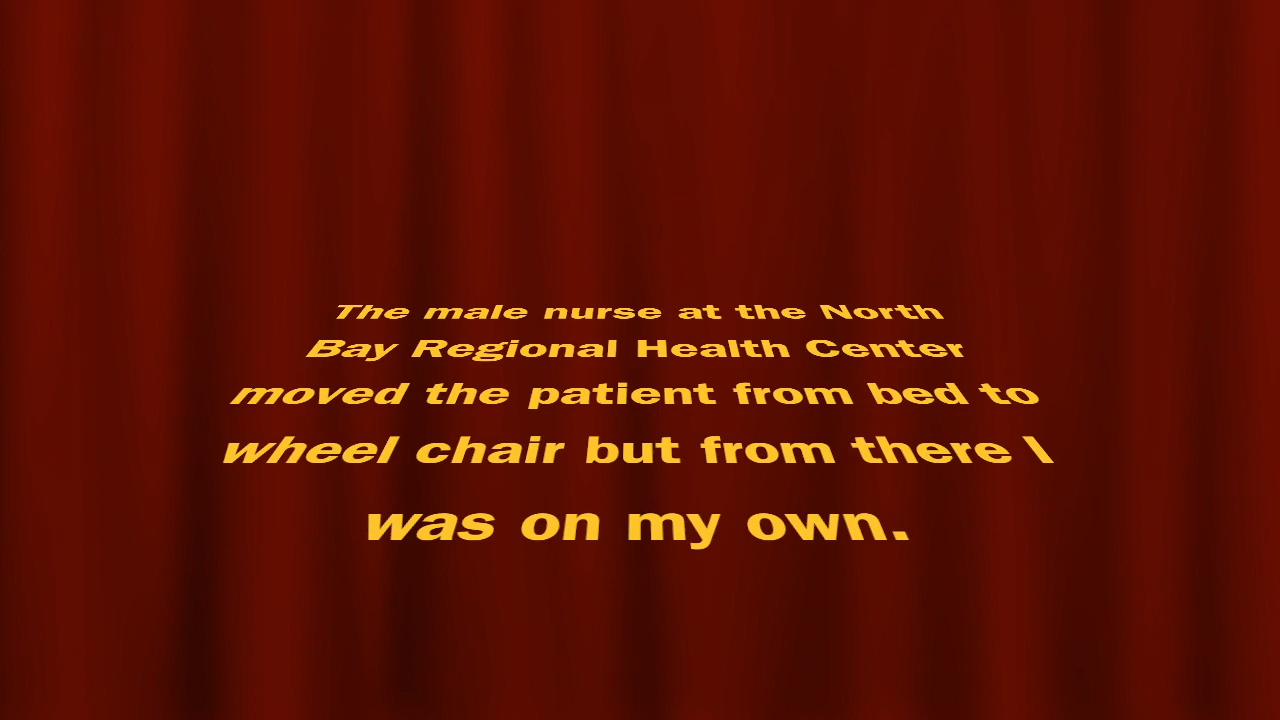 The male nurse at the North
Bay Regional Health Center
moved the patient from bed to
wheel chair but from there I
was on my own.